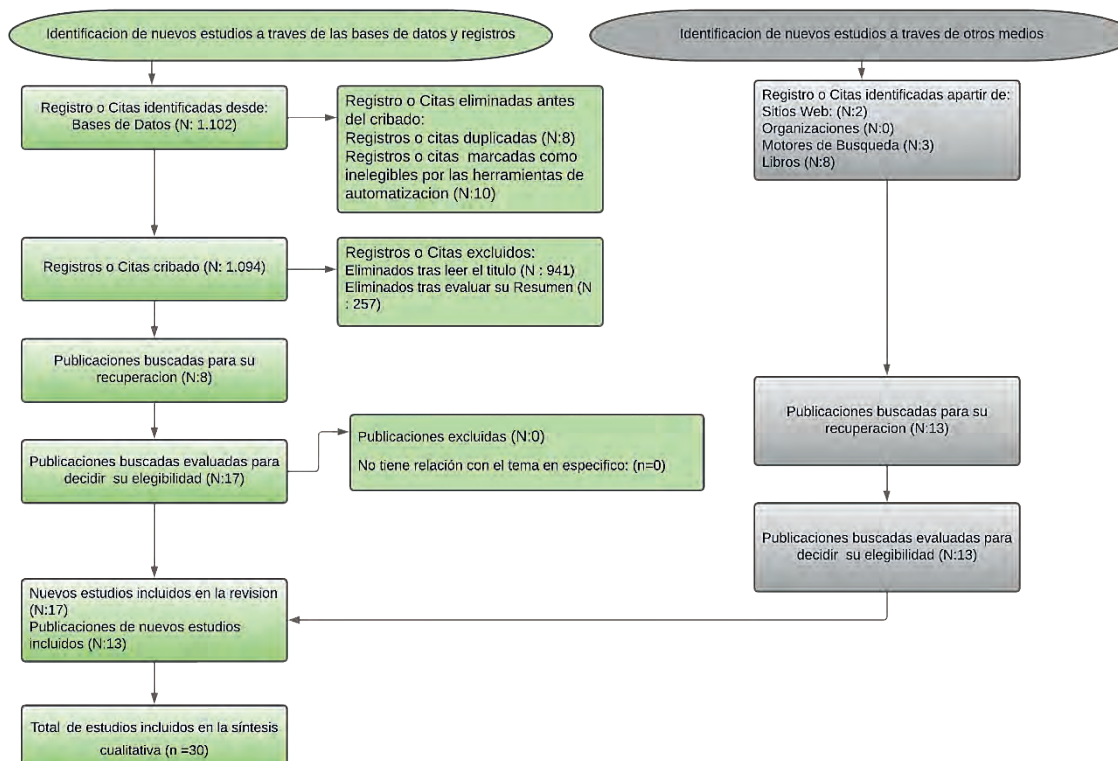 Identificacion de nuevos estudios a traves de las bases de datos y registros
Identificacion de nuevos estudios a traves de otros medios
Registro o Citas identificadas desde:
Bases de Datos (N: 1.102)
Registro o Citas eliminadas antes
del cribado:
Registros o citas duplicadas (N:8)
Registros o citas marcadas como
inelegibles por las herramientas de
automatizacion (N:10)
Registro o Citas identificadas apartir de:
Sitios Web: (N:2)
Organizaciones (N:0)
Motores de Busqueda (N:3)
Libros (N:8)
Registros o Citas cribado (N: 1.094)
Registros o Citas excluidos:
Eliminados tras leer el titulo (N : 941)
Eliminados tras evaluar su Resumen (N
: 257)
Publicaciones buscadas para su
recuperacion (N:8)
Publicaciones buscadas para su
recuperacion (N:13)
Publicaciones buscadas evaluadas para
decidir su elegibilidad (N:17)
Publicaciones excluidas (N:0)
No tiene relación con el tema en especifico: (n=0)
Publicaciones buscadas evaluadas para
decidir su elegibilidad (N:13)
Nuevos estudios incluidos en la revision
(N:17)
Publicaciones de nuevos estudios
incluidos (N:13)
Total de estudios incluidos en la síntesis
cualitativa (n =30)